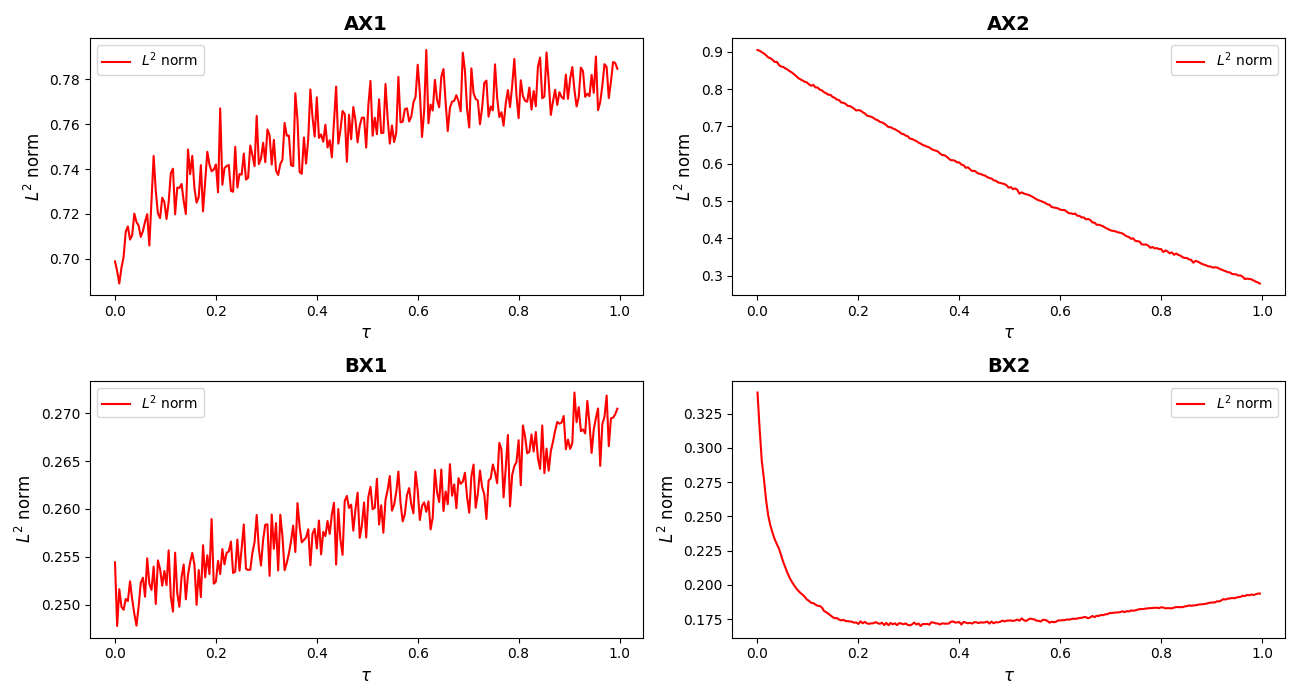 AX1
L² norm
0.78
0.76
0.74
0.72
0.70
L² norm
0.0 0.2 0.4 0.6 0.8 1.0
τ
AX2
L² norm
0.9
0.8
0.7
0.6
0.5
0.4
0.3
L² norm
0.0 0.2 0.4 0.6 0.8 1.0
τ
BX1
L² norm
0.270
0.265
0.260
0.255
0.250
L² norm
0.0 0.2 0.4 0.6 0.8 1.0
τ
BX2
L² norm
0.325
0.300
0.275
0.250
0.225
0.200
0.175
L² norm
0.0 0.2 0.4 0.6 0.8 1.0
τ